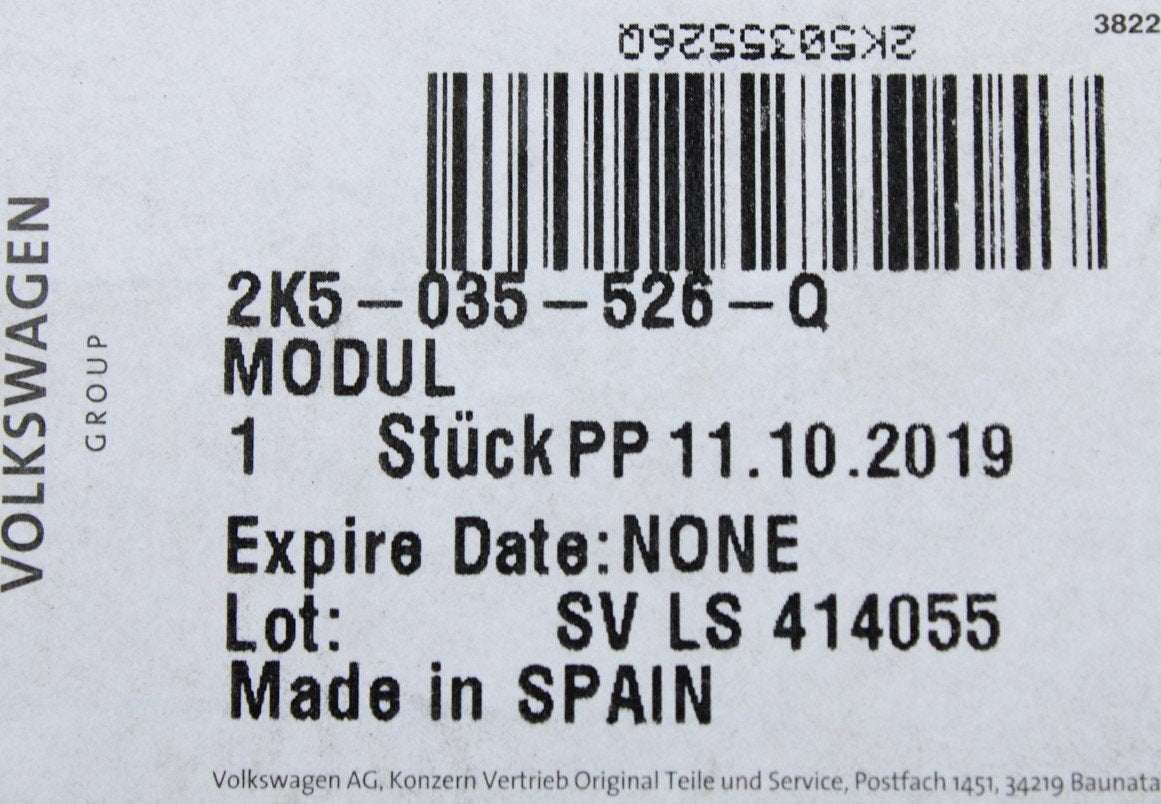 3822
2K5035526Q
2K5-035-526-Q
MODUL
1 Stück PP 11.10.2019
Expire Date: NONE
Lot: SV LS 414055
Made in SPAIN
Volkswagen AG, Konzern Vertrieb Original Teile und Service, Postfach 1451, 34219 Baunata
VOLKSWAGEN
GROUP